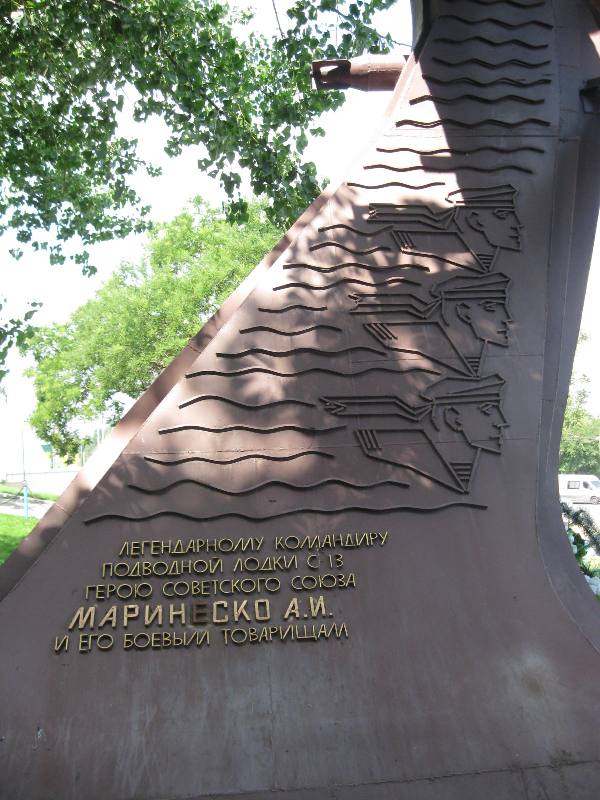 ЛЕГЕНДАРНОМУ КОМАНДИРУ
ПОДВОДНОЙ ЛОДКИ С 13
ГЕРОЮ СОВЕТСКОГО СОЮЗА
МАРИНЕСКО А.И.
И ЕГО БОЕВЫМ ТОВАРИЩАМ